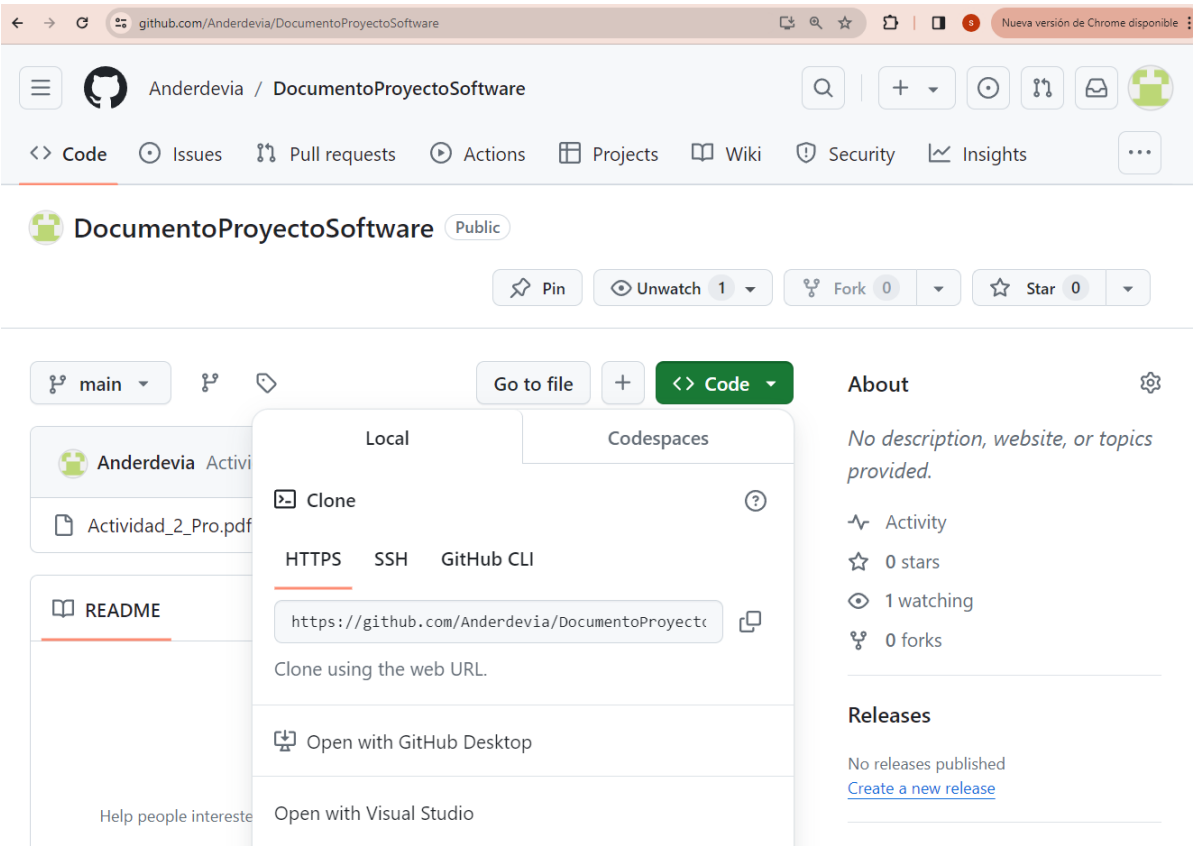 github.com/Anderdevia/DocumentoProyectoSoftware
S
Nueva versión de Chrome disponible
Anderdevia / DocumentoProyectoSoftware
Code Issues Pull requests Actions Projects Wiki Security Insights
DocumentoProyectoSoftware Public
Pin Unwatch 1 Fork 0 Star 0
main Go to file Code
About
Local Codespaces
No description, website, or topics
provided.
Anderdevia Activi
Clone
Actividad_2_Pro.pdf
Activity
HTTPS SSH GitHub CLI
0 stars
README
1 watching
https://github.com/Anderdevia/DocumentoProyecto
0 forks
Clone using the web URL.
Releases
Open with GitHub Desktop
No releases published
Create a new release
Help people intereste
Open with Visual Studio